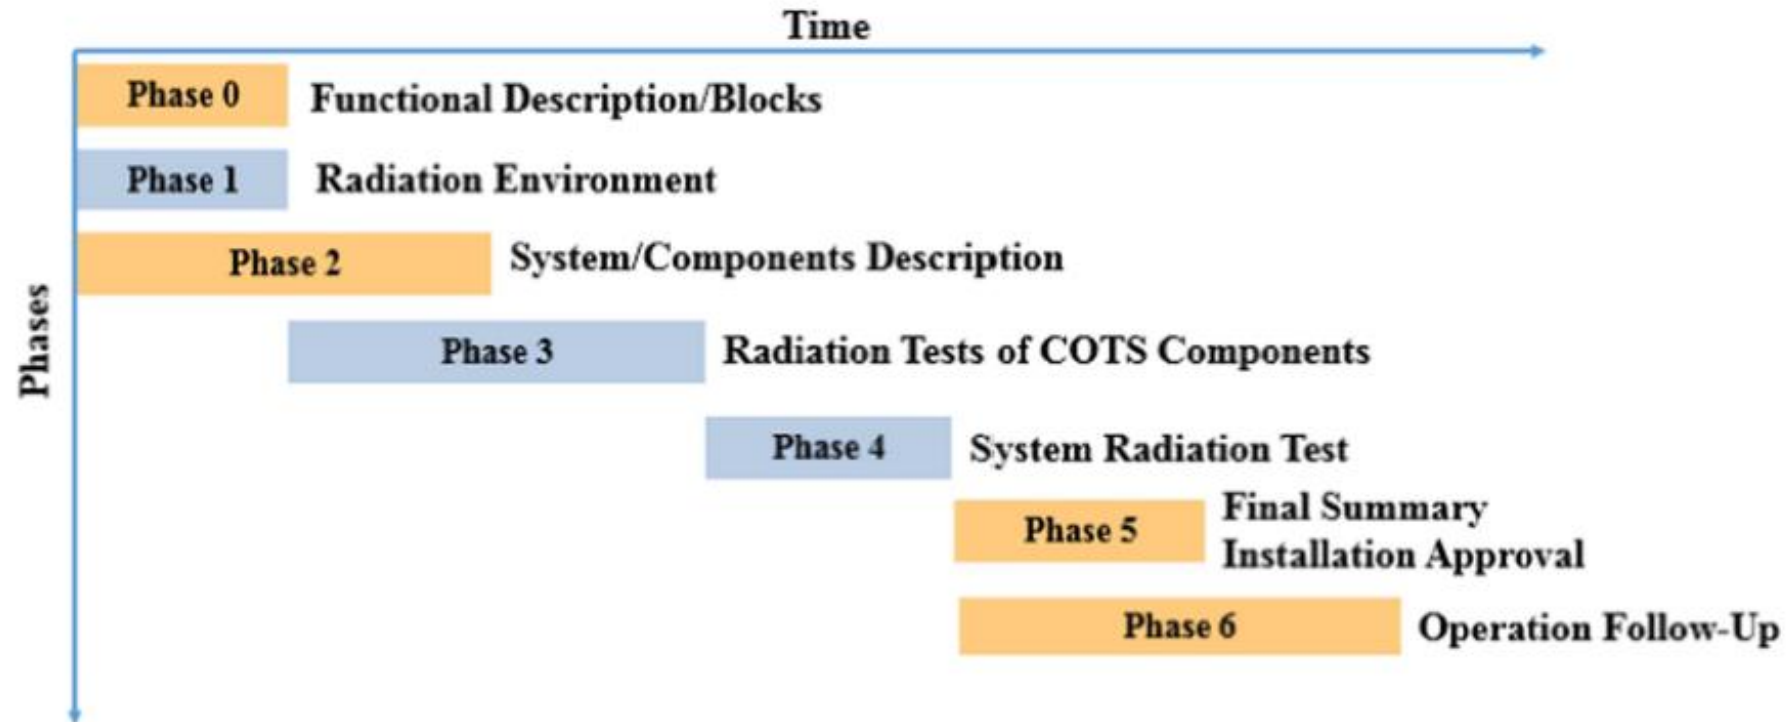 Time
Phases
Phase 0
Functional Description/Blocks
Phase 1
Radiation Environment
Phase 2
System/Components Description
Phase 3
Radiation Tests of COTS Components
Phase 4
System Radiation Test
Phase 5
Final Summary
Installation Approval
Phase 6
Operation Follow-Up